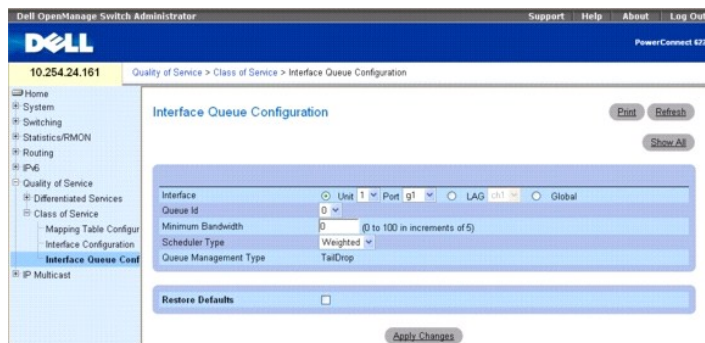 Dell OpenManage Switch Administrator
Support Help About Log Out
DELL
PowerConnect 62
10.254.24.161
Quality of Service > Class of Service > Interface Queue Configuration
Home
System
Switching
Statistics/RMON
Routing
IPv6
Quality of Service
Differentiated Services
Class of Service
Mapping Table Configur
Interface Configuration
Interface Queue Conf
IP Multicast
Interface Queue Configuration
Print Refresh
Show All
Interface Unit 1 Port g1 LAG ch1 Global
Queue Id 0
Minimum Bandwidth 0 (0 to 100 in increments of 5)
Scheduler Type Weighted
Queue Management Type TailDrop
Restore Defaults
Apply Changes